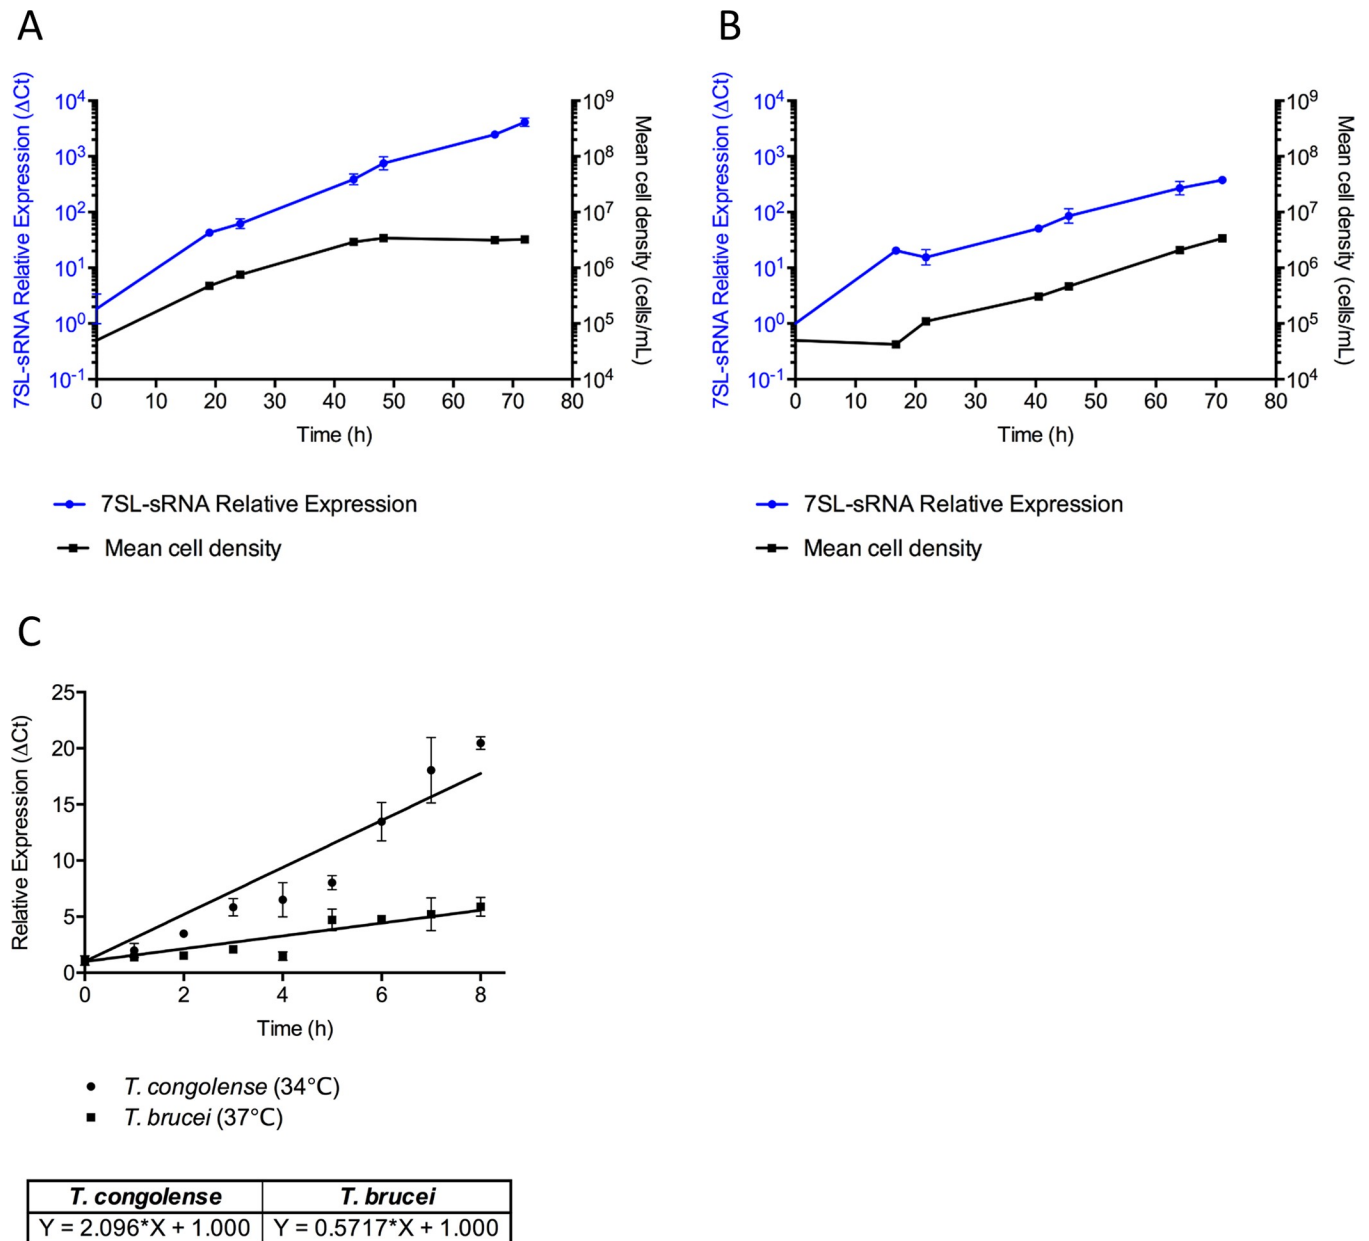 A
7SL-sRNA Relative Expression (ΔCt)
10⁴
10³
10²
10¹
10⁰
10⁻¹
10⁹
10⁸
10⁷
10⁶
10⁵
10⁴
Mean cell density (cells/mL)
0 10 20 30 40 50 60 70 80
Time (h)
7SL-sRNA Relative Expression
Mean cell density
B
7SL-sRNA Relative Expression (ΔCt)
10⁴
10³
10²
10¹
10⁰
10⁻¹
10⁹
10⁸
10⁷
10⁶
10⁵
10⁴
Mean cell density (cells/mL)
0 10 20 30 40 50 60 70 80
Time (h)
7SL-sRNA Relative Expression
Mean cell density
C
Relative Expression (ΔCt)
25
20
15
10
5
0
0 2 4 6 8
Time (h)
T. congolense (34°C)
T. brucei (37°C)
T. congolense T. brucei
Y = 2.096*X + 1.000 Y = 0.5717*X + 1.000